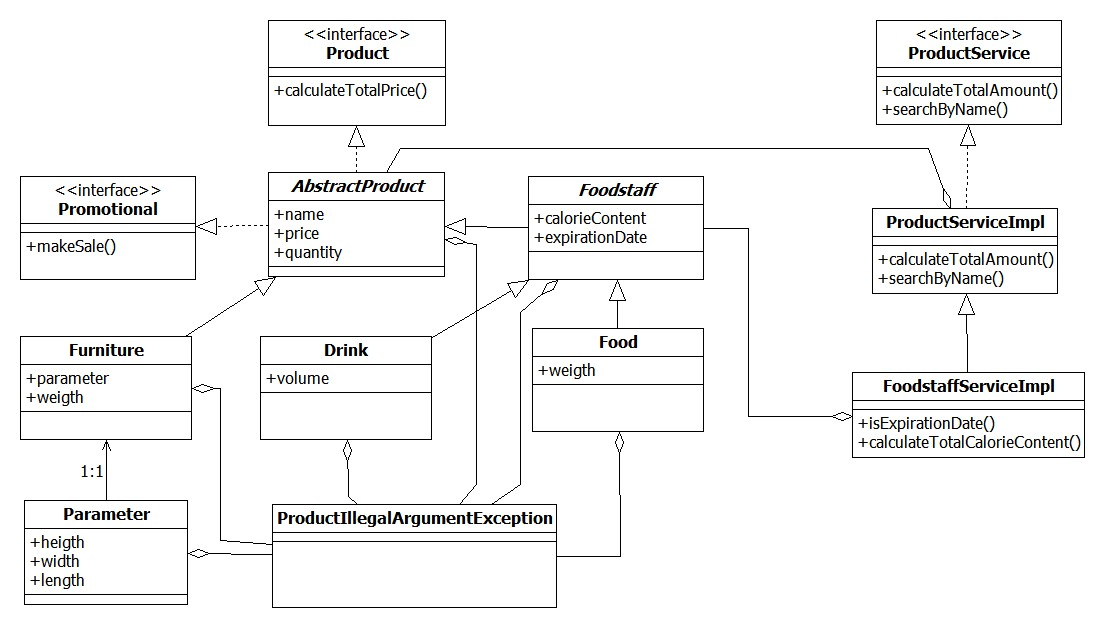 <<interface>>
Product
+calculateTotalPrice()
<<interface>>
ProductService
+calculateTotalAmount()
+searchByName()
<<interface>>
Promotional
+makeSale()
AbstractProduct
+name
+price
+quantity
Foodstaff
+calorieContent
+expirationDate
ProductServiceImpl
+calculateTotalAmount()
+searchByName()
Furniture
+parameter
+weigth
Drink
+volume
Food
+weigth
FoodstaffServiceImpl
+isExpirationDate()
+calculateTotalCalorieContent()
1:1
Parameter
+heigth
+width
+length
ProductIllegalArgumentException